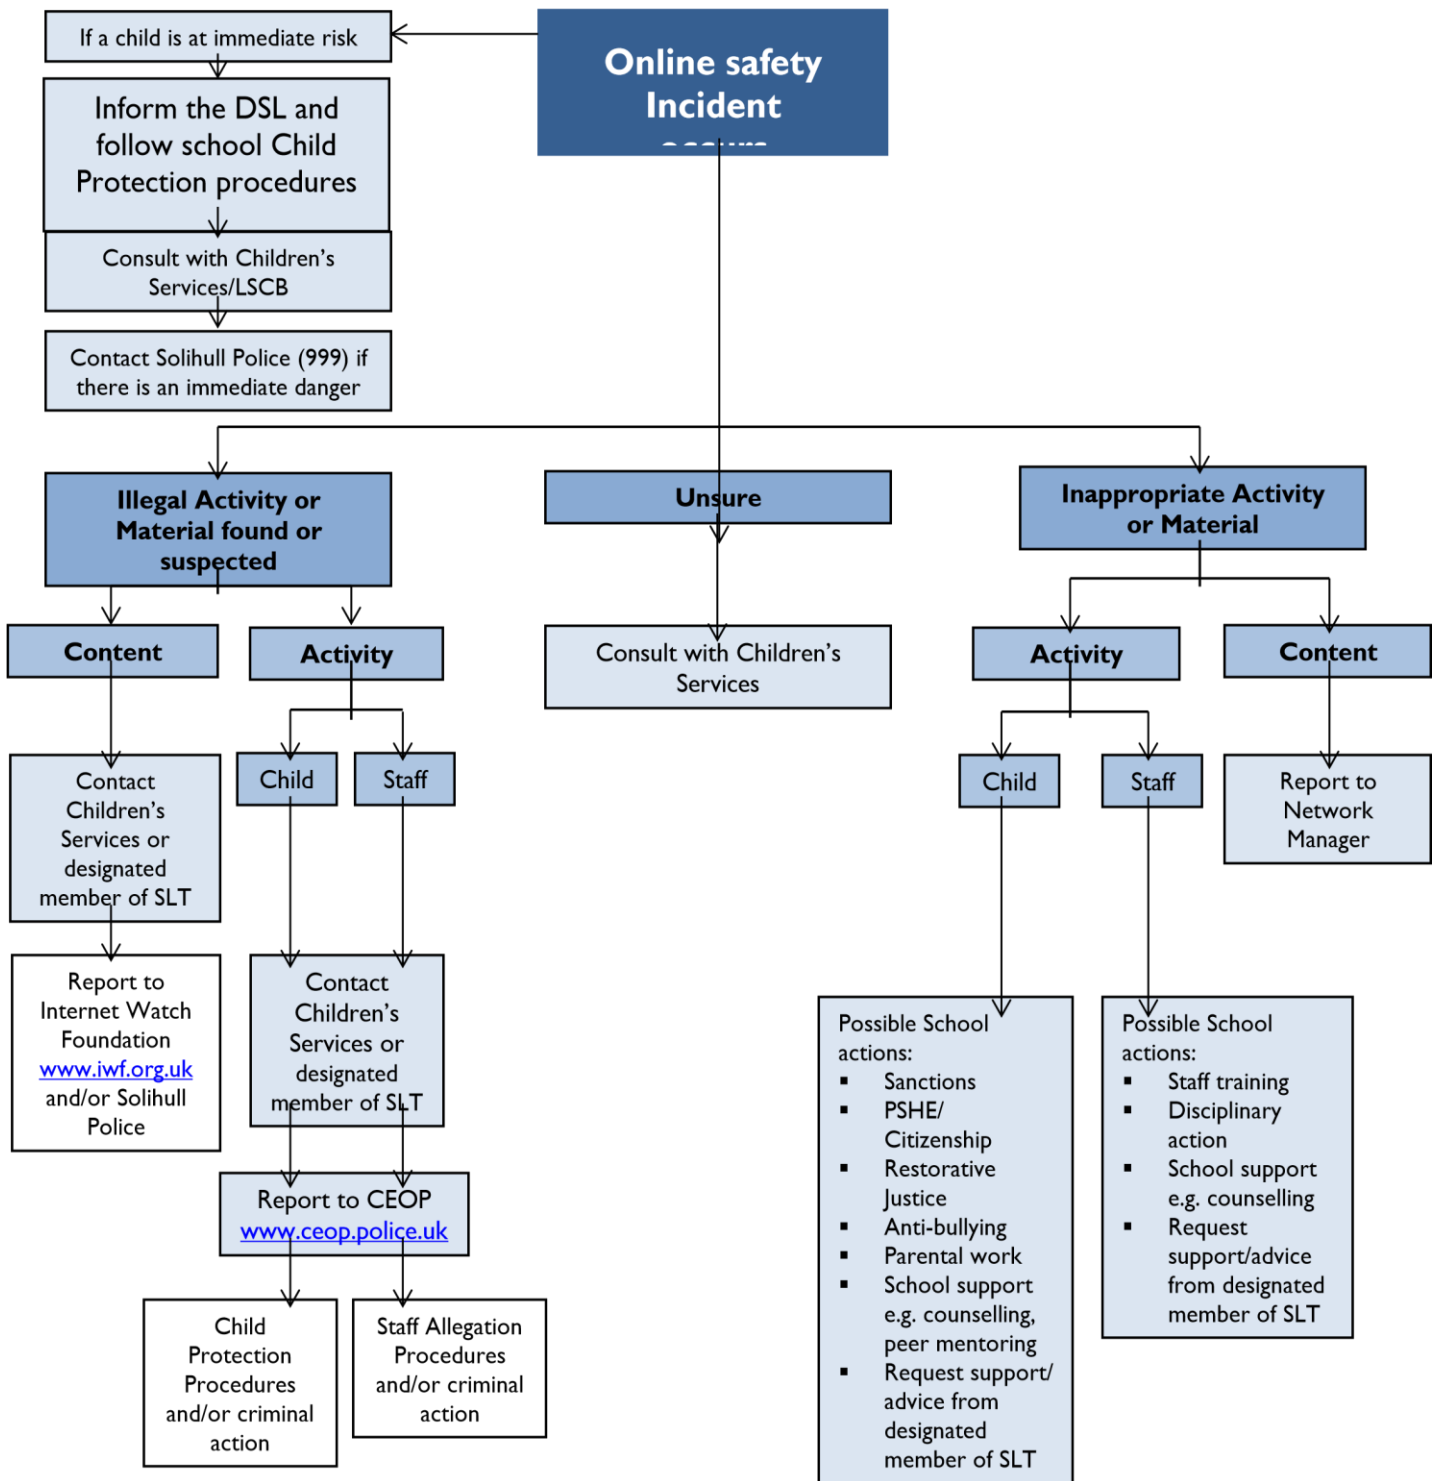 If a child is at immediate risk
Online safety
Incident
Inform the DSL and
follow school Child
Protection procedures
Consult with Children's
Services/LSCB
Contact Solihull Police (999) if
there is an immediate danger
Illegal Activity or
Material found or
suspected
Unsure
Inappropriate Activity
or Material
Content
Activity
Consult with Children's
Services
Activity
Content
Contact
Children's
Services or
designated
member of SLT
Child
Staff
Child
Staff
Report to
Network
Manager
Report to
Internet Watch
Foundation
www.iwf.org.uk
and/or Solihull
Police
Contact
Children's
Services or
designated
member of SLT
Report to CEOP
www.ceop.police.uk
Child
Protection
Procedures
and/or criminal
action
Staff Allegation
Procedures
and/or criminal
action
Possible School
actions:
▪ Sanctions
▪ PSHE/
Citizenship
▪ Restorative
Justice
▪ Anti-bullying
▪ Parental work
▪ School support
e.g. counselling,
peer mentoring
▪ Request support/
advice from
designated
member of SLT
Possible School
actions:
▪ Staff training
▪ Disciplinary
action
▪ School support
e.g. counselling
▪ Request
support/advice
from designated
member of SLT